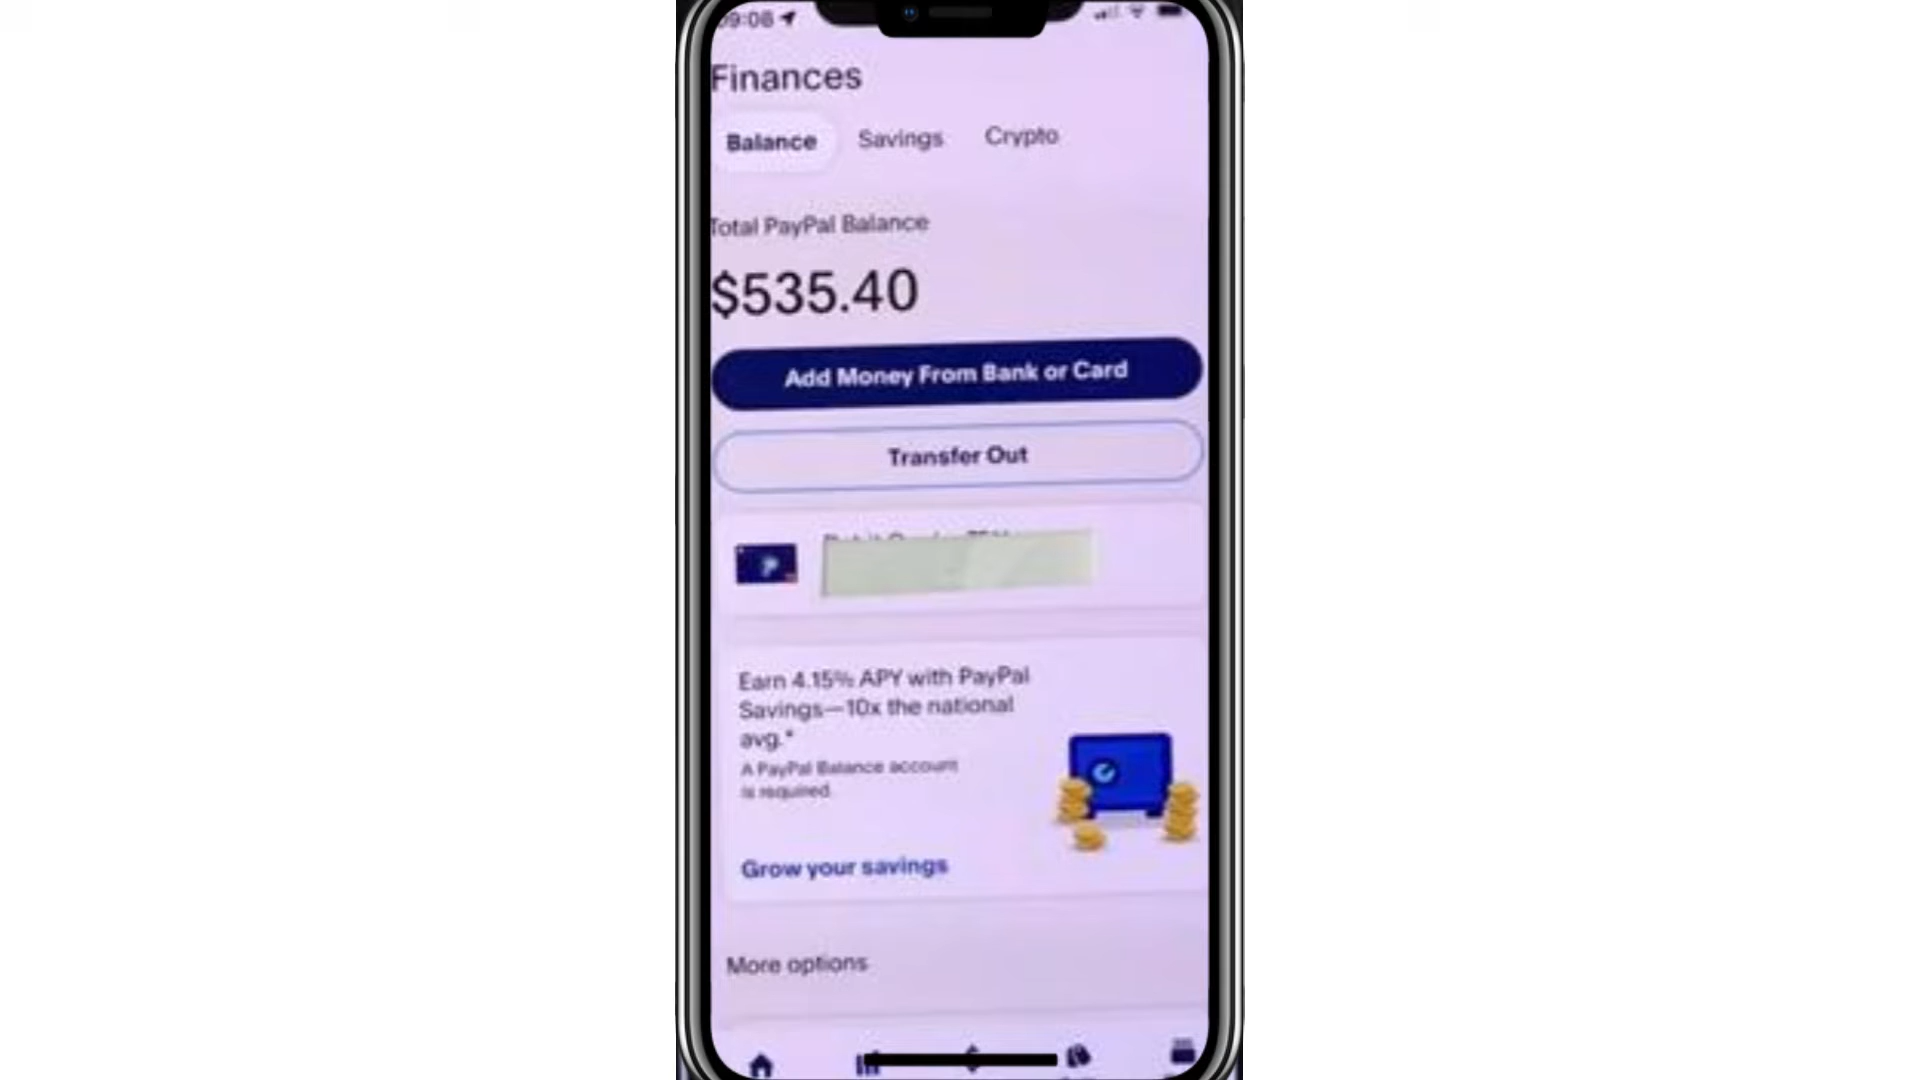 09:08
Finances
Balance Savings Crypto
Total PayPal Balance
$535.40
Add Money From Bank or Card
Transfer Out
Earn 4.15% APY with PayPal
Savings—10x the national
avg.*
A PayPal Balance account
is required
Grow your savings
More options